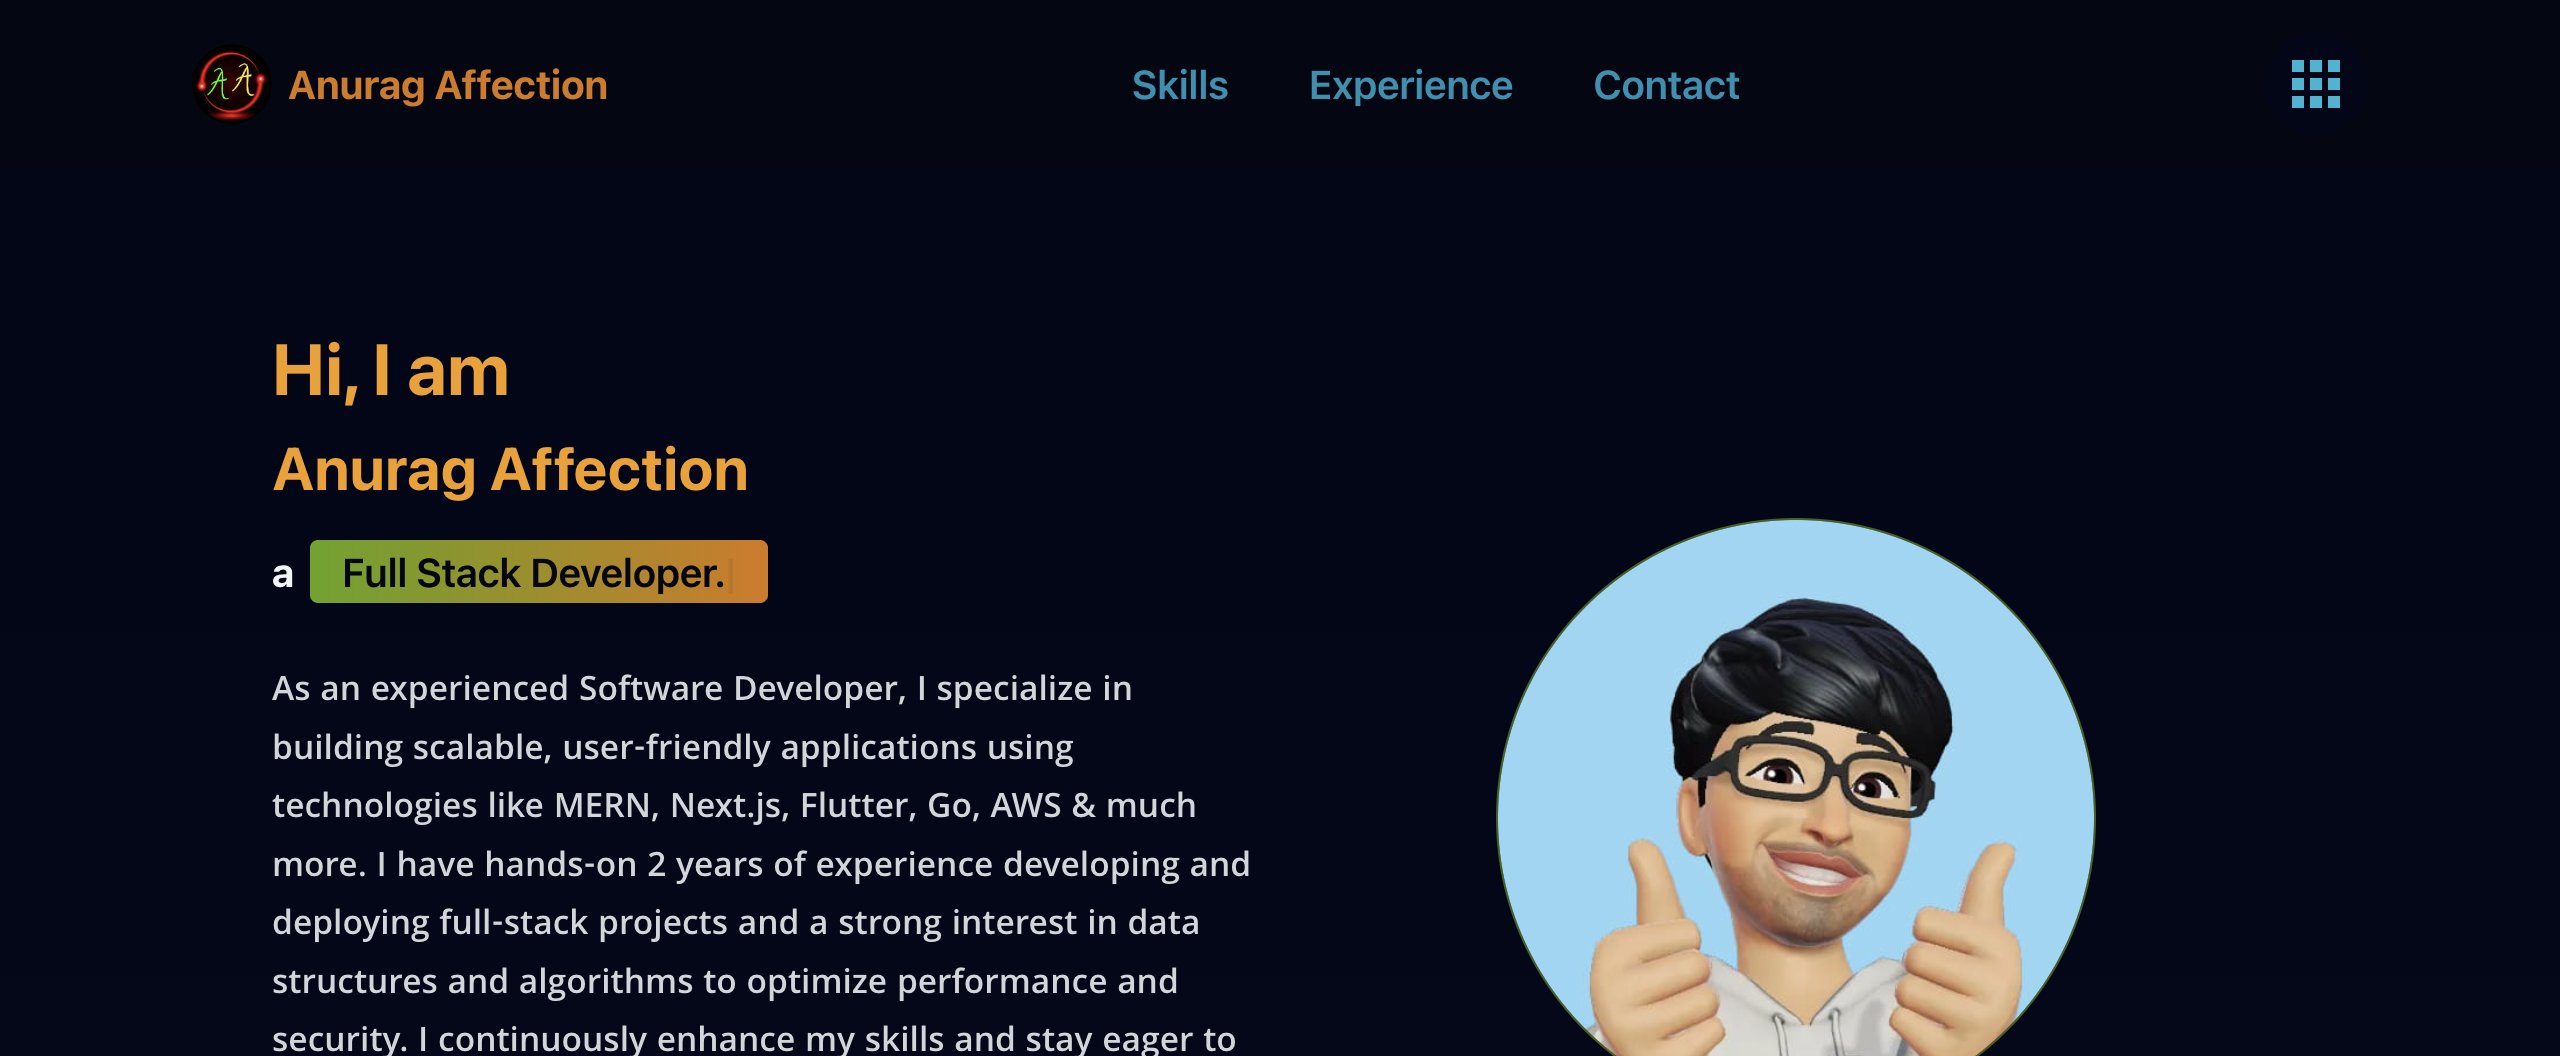 AA
Anurag Affection
Skills
Experience
Contact
Hi, I am
Anurag Affection
a Full Stack Developer.
As an experienced Software Developer, I specialize in
building scalable, user-friendly applications using
technologies like MERN, Next.js, Flutter, Go, AWS & much
more. I have hands-on 2 years of experience developing and
deploying full-stack projects and a strong interest in data
structures and algorithms to optimize performance and
security. I continuously enhance my skills and stay eager to